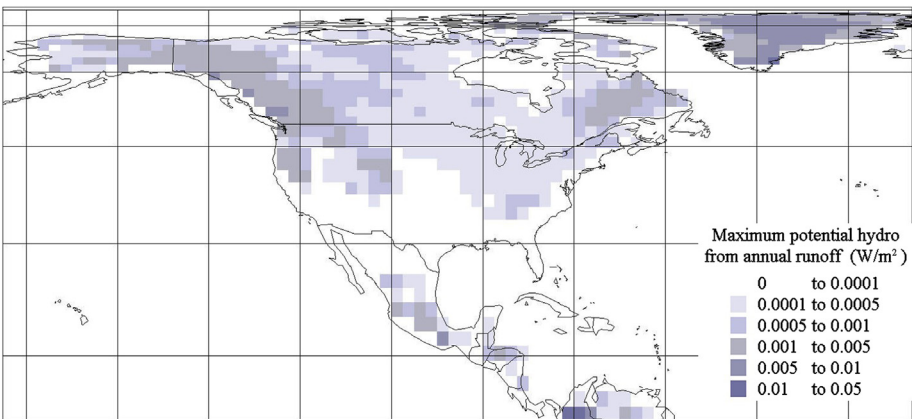 Maximum potential hydro
from annual runoff (W/m²)
0 to 0.0001
0.0001 to 0.0005
0.0005 to 0.001
0.001 to 0.005
0.005 to 0.01
0.01 to 0.05